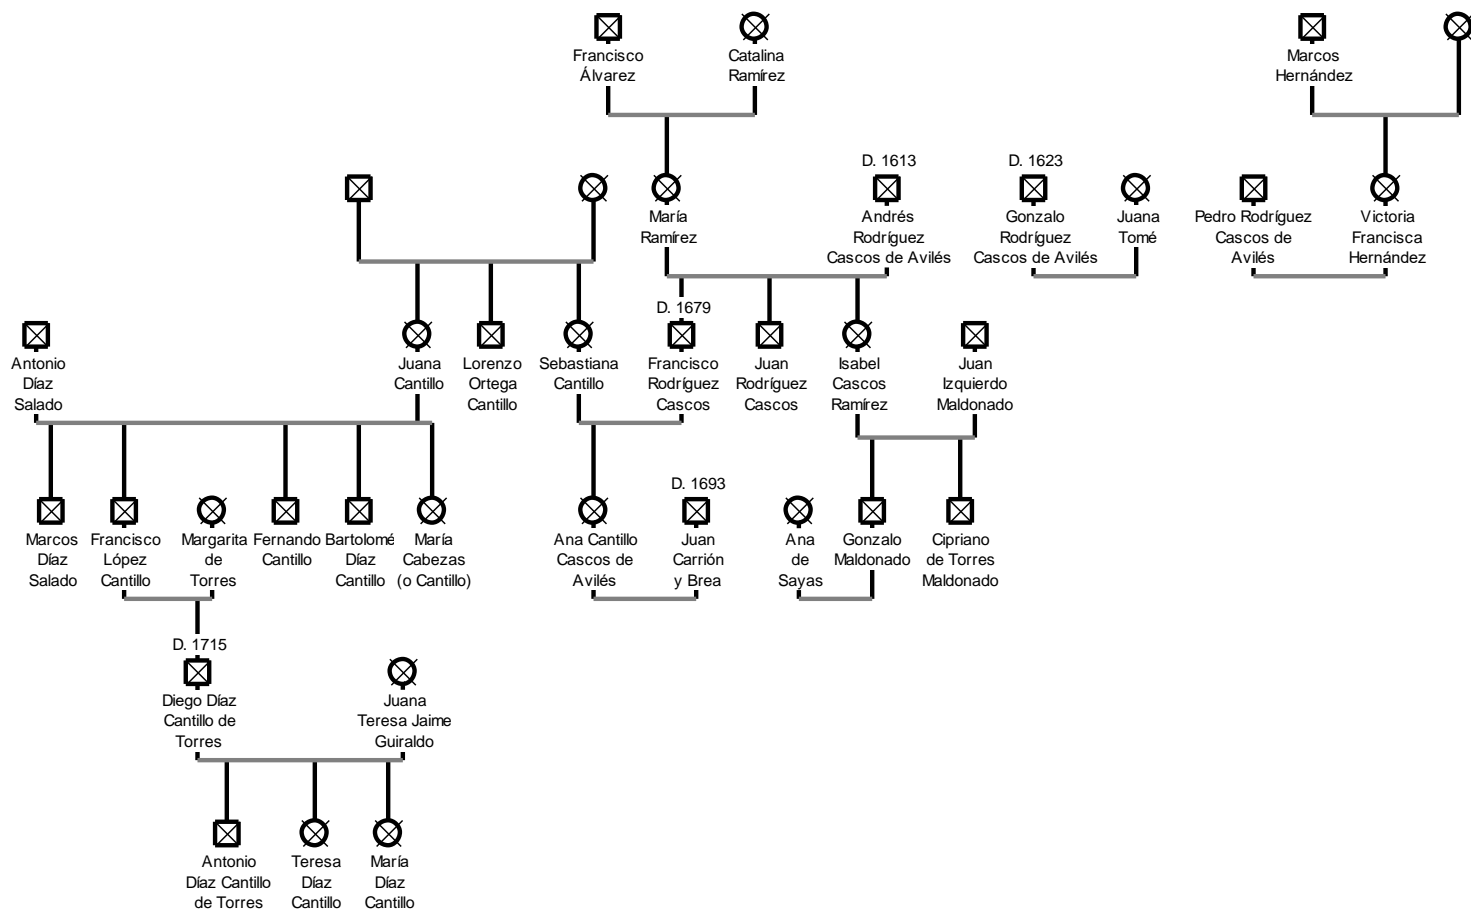 Francisco
Álvarez
Catalina
Ramírez
Marcos
Hernández
D. 1613
D. 1623
María
Ramírez
Andrés
Rodríguez
Cascos de Avilés
Gonzalo
Rodríguez
Cascos de Avilés
Juana
Tomé
Pedro Rodríguez
Cascos de
Avilés
Victoria
Francisca
Hernández
D. 1679
Antonio
Díaz
Salado
Juana
Cantillo
Lorenzo
Ortega
Cantillo
Sebastiana
Cantillo
Francisco
Rodríguez
Cascos
Juan
Rodríguez
Cascos
Isabel
Cascos
Ramírez
Juan
Izquierdo
Maldonado
D. 1693
Marcos
Díaz
Salado
Francisco
López
Cantillo
Margarita
de
Torres
Fernando
Cantillo
Bartolomé
Díaz
Cantillo
María
Cabezas
(o Cantillo)
Ana Cantillo
Cascos de
Avilés
Juan
Carrión
y Brea
Ana
de
Sayas
Gonzalo
Maldonado
Cipriano
de Torres
Maldonado
D. 1715
Diego Díaz
Cantillo de
Torres
Juana
Teresa Jaime
Guiraldo
Antonio
Díaz Cantillo
de Torres
Teresa
Díaz
Cantillo
María
Díaz
Cantillo